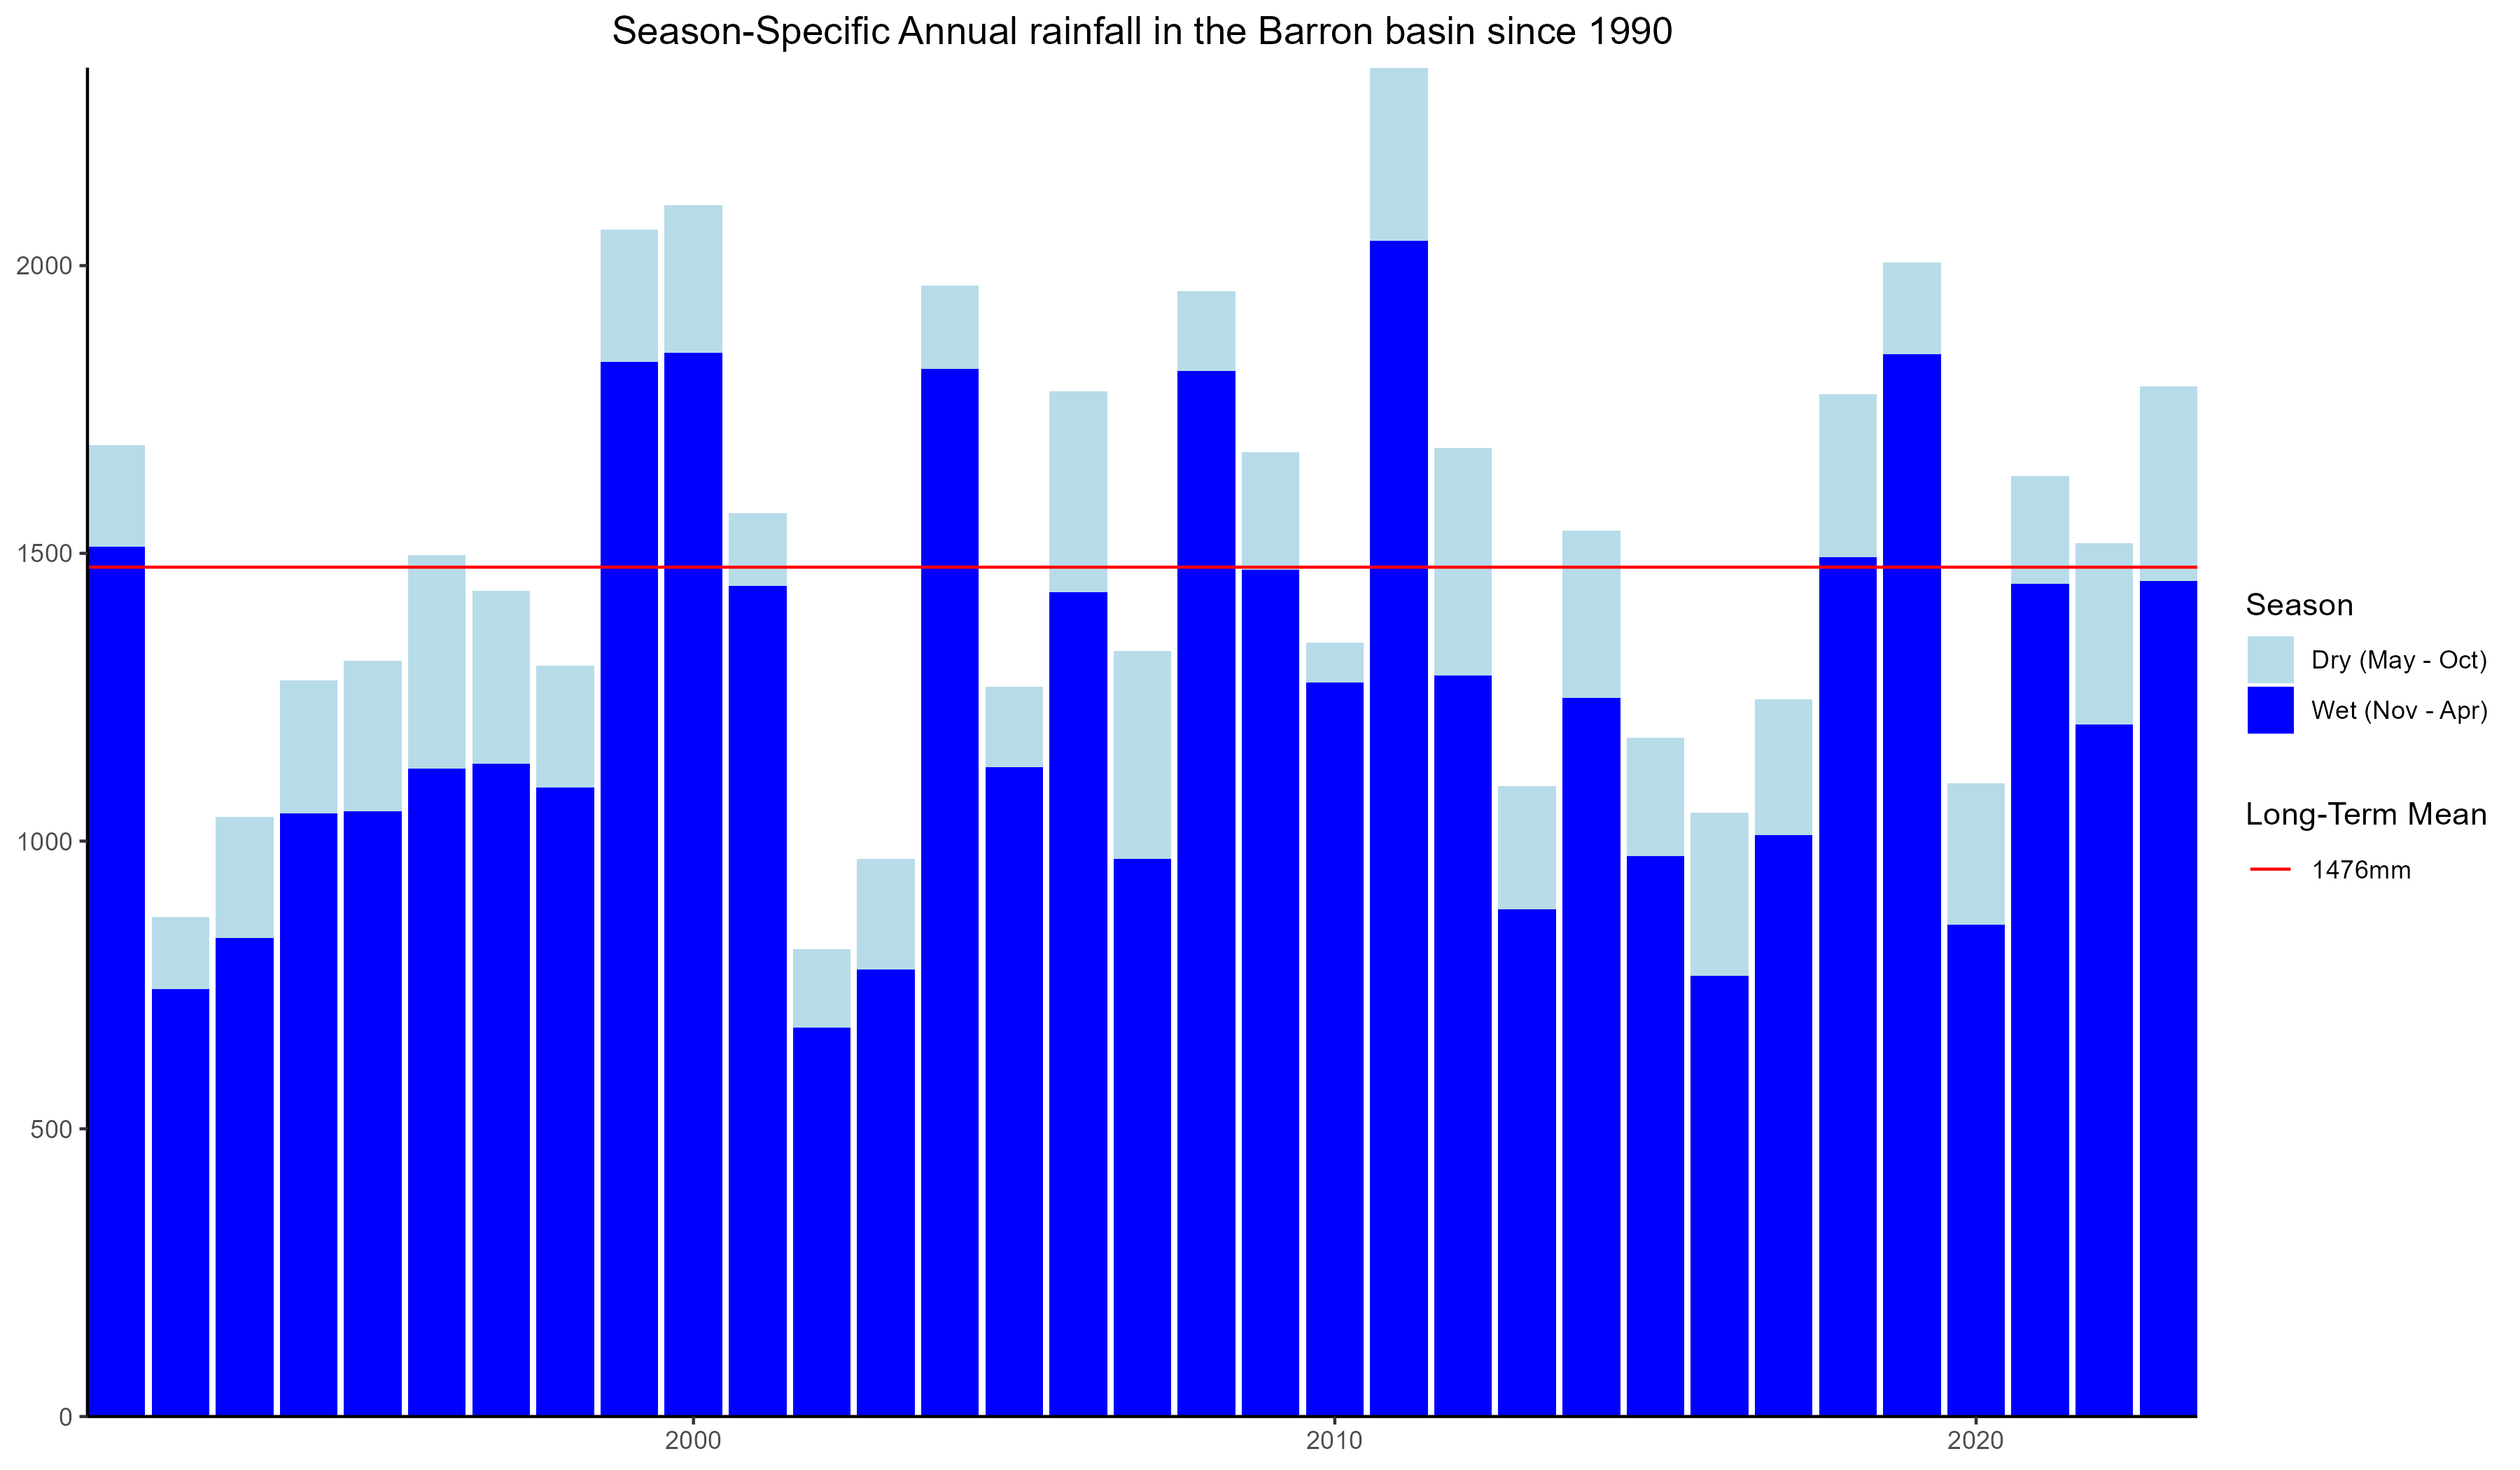 Season-Specific Annual rainfall in the Barron basin since 1990
2000
1500
1000
500
0
2000
2010
2020
Season
Dry (May - Oct)
Wet (Nov - Apr)
Long-Term Mean
1476mm